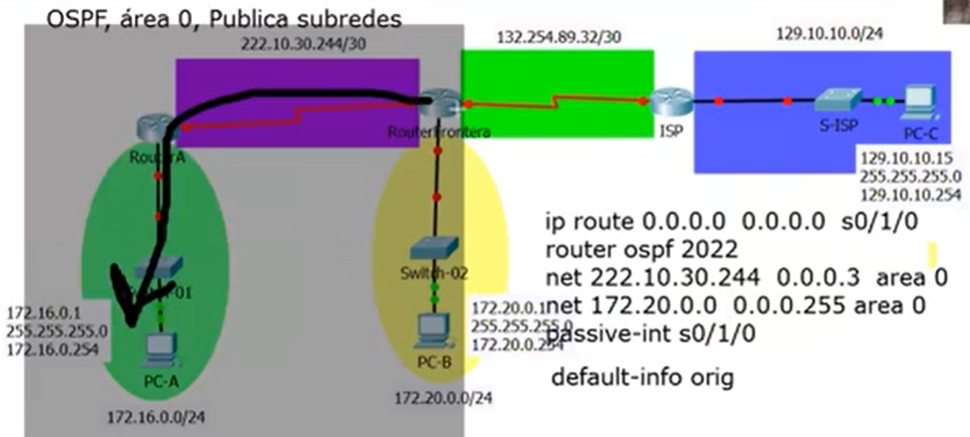 OSPF, área 0, Publica subredes
222.10.30.244/30
132.254.89.32/30
129.10.10.0/24
RouterA
RouterFrontera
ISP
S-ISP
PC-C
129.10.10.15
255.255.255.0
129.10.10.254
ip route 0.0.0.0 0.0.0.0 s0/1/0
router ospf 2022
net 222.10.30.244 0.0.0.3 area 0
net 172.20.0.0 0.0.0.255 area 0
passive-int s0/1/0
default-info orig
-01
172.16.0.1
255.255.255.0
172.16.0.254
PC-A
172.16.0.0/24
Switch-02
172.20.0.1
255.255.255.0
172.20.0.254
PC-B
172.20.0.0/24